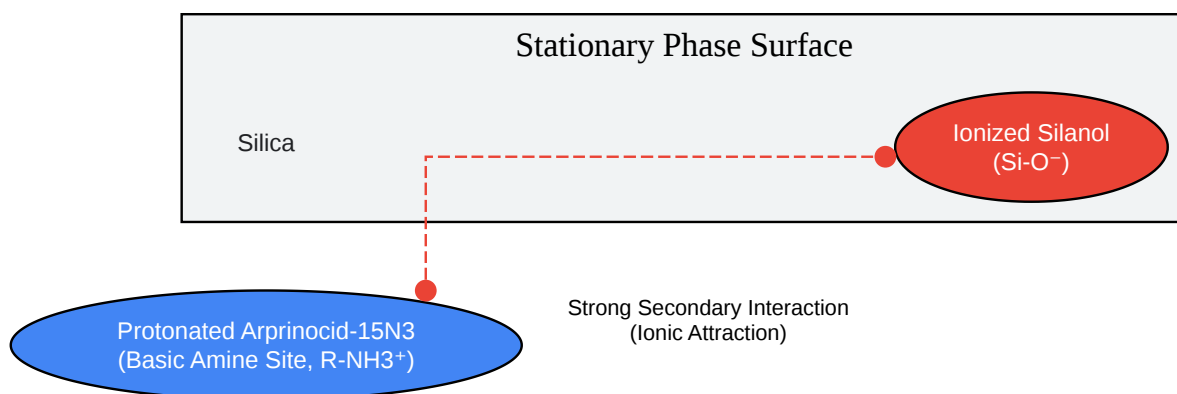 Stationary Phase Surface
Silica
Ionized Silanol
(Si-O⁻)
Protonated Arprinocid-15N3
(Basic Amine Site, R-NH3⁺)
Strong Secondary Interaction
(Ionic Attraction)